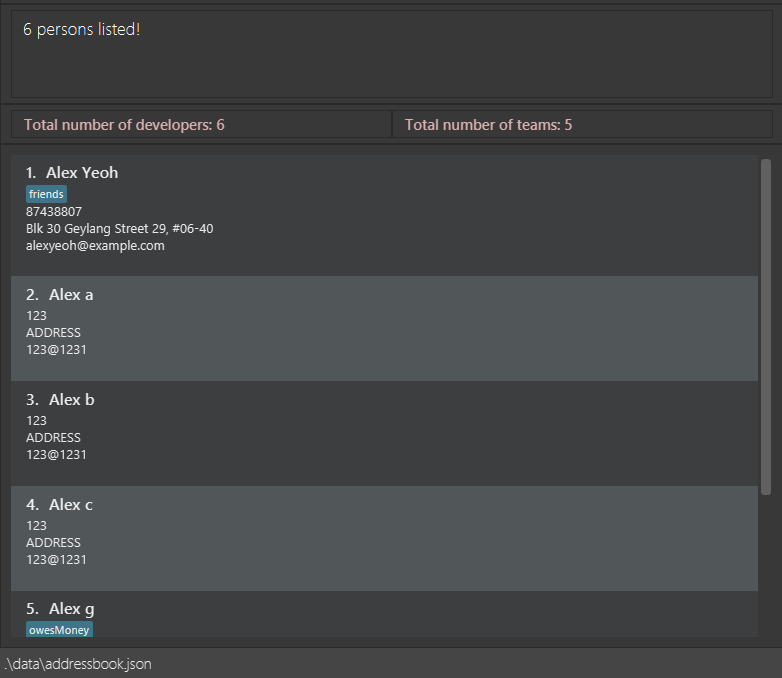 6 persons listed!
Total number of developers: 6
Total number of teams: 5
1. Alex Yeoh
friends
87438807
Blk 30 Geylang Street 29, #06-40
alexyeoh@example.com
2. Alex a
123
ADDRESS
123@1231
3. Alex b
123
ADDRESS
123@1231
4. Alex c
123
ADDRESS
123@1231
5. Alex g
owesMoney
.\data\addressbook.json